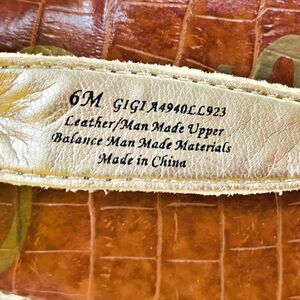 6M GIGI A4940LL923
Leather/Man Made Upper
Balance Man Made Materials
Made in China